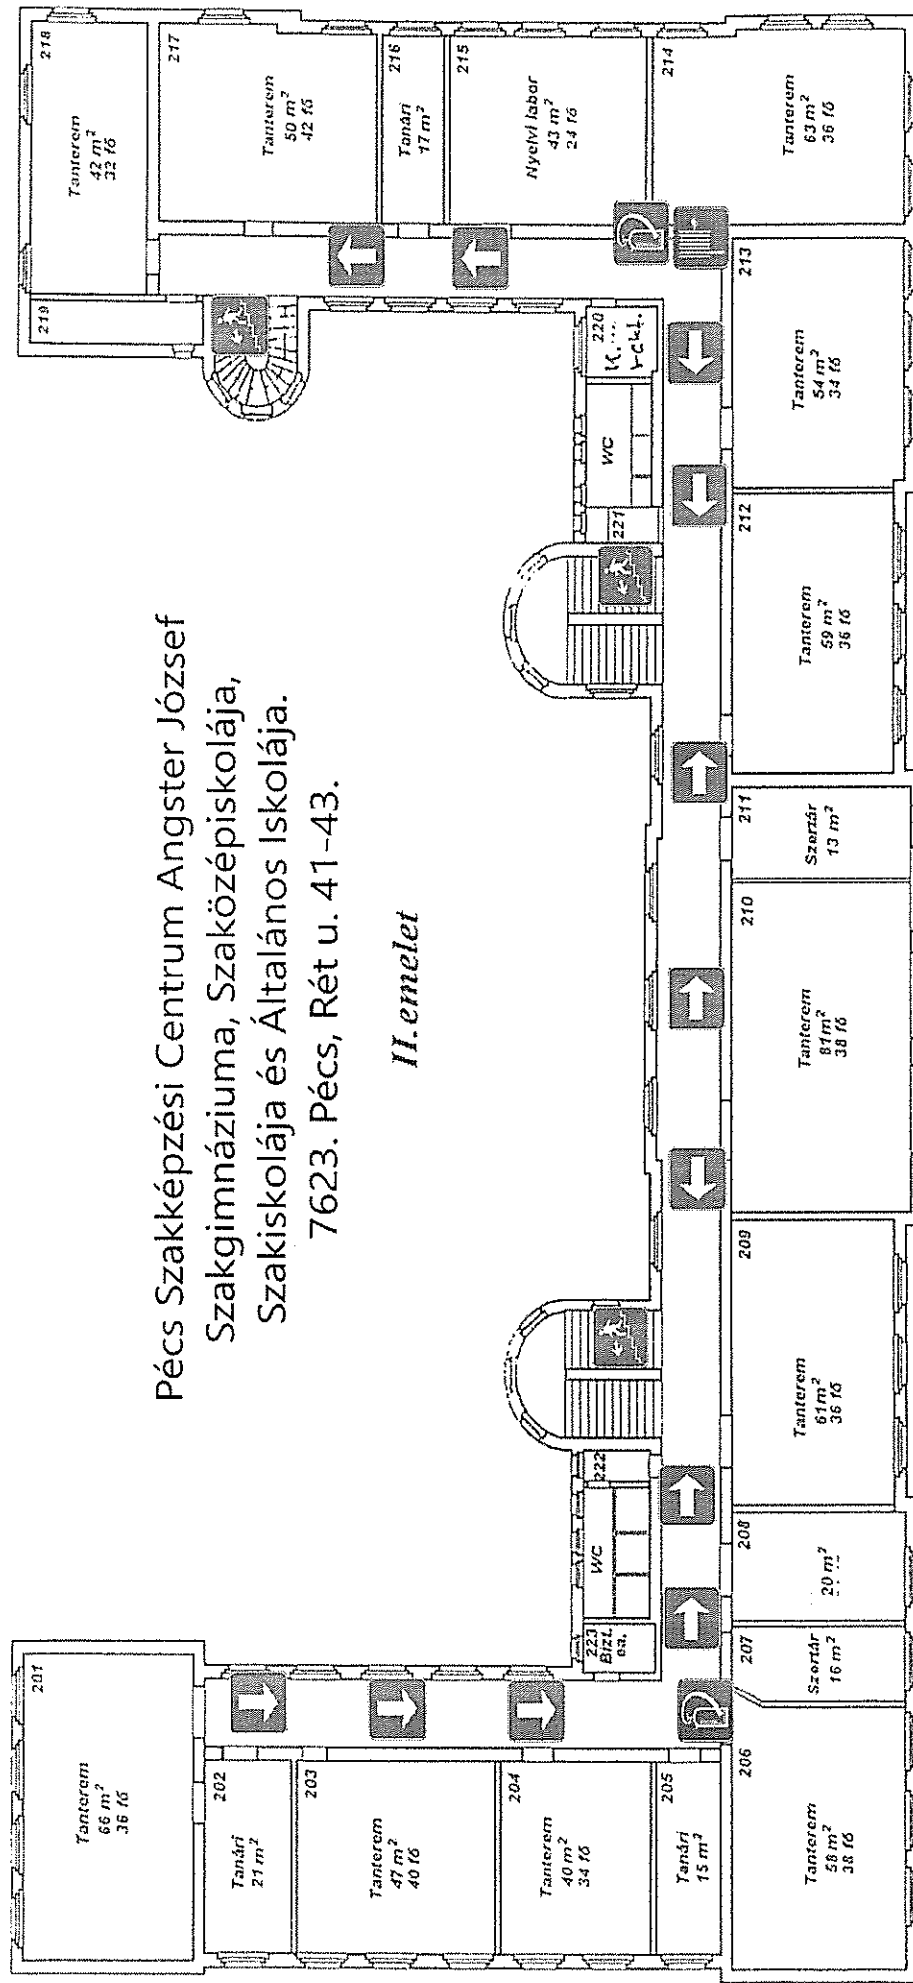 Pécs Szakképzési Centrum Angster József
Szakgimnáziuma, Szaközépiskolája,
Szakiskolája és Általános Iskolája.
7623. Pécs, Rét u. 41-43.
II. emelet
201
Tanterem
66 m²
36 fő
202
Tanári
21 m²
203
Tanterem
47 m²
40 fő
204
Tanterem
40 m²
34 fő
205
Tanári
15 m²
206
Tanterem
58 m²
38 fő
207
Szertár
16 m²
208
20 m²
209
Tanterem
61 m²
36 fő
210
Tanterem
81 m²
38 fő
211
Szertár
13 m²
212
Tanterem
59 m²
36 fő
213
Tanterem
54 m²
34 fő
214
Tanterem
63 m²
36 fő
215
Nyelvi labor
43 m²
24 fő
216
Tanári
17 m²
217
Tanterem
50 m²
42 fő
218
Tanterem
42 m²
32 fő
219
220
WC
221
222
WC
223
Bizt.
ea.